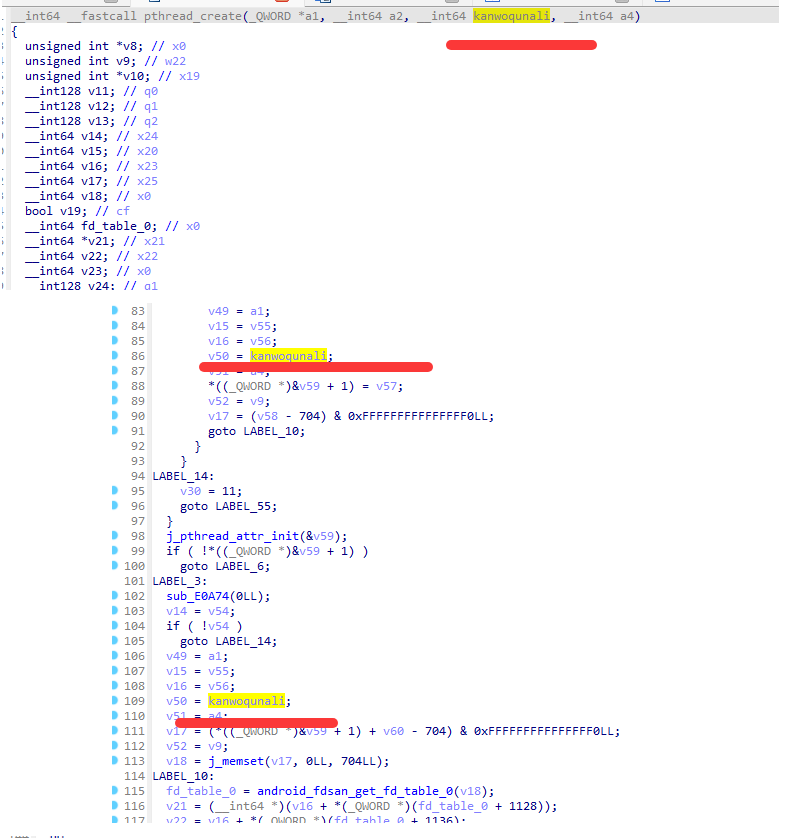 __int64 __fastcall pthread_create(_QWORD *a1, __int64 a2, __int64 kanwoqunali, __int64 a4)
{
unsigned int *v8; // x0
unsigned int v9; // w22
unsigned int *v10; // x19
__int128 v11; // q0
__int128 v12; // q1
__int128 v13; // q2
__int64 v14; // x24
__int64 v15; // x20
__int64 v16; // x23
__int64 v17; // x25
__int64 v18; // x0
bool v19; // cf
__int64 fd_table_0; // x0
__int64 *v21; // x21
__int64 v22; // x22
__int64 v23; // x0
__int128 v24; // q1
83 v49 = a1;
84 v15 = v55;
85 v16 = v56;
86 v50 = kanwoqunali;
87 v51 = a4;
88 *((_QWORD *)&v59 + 1) = v57;
89 v52 = v9;
90 v17 = (v58 - 704) & 0xFFFFFFFFFFFFFFF0LL;
91 goto LABEL_10;
92 }
93 }
94 LABEL_14:
95 v30 = 11;
96 goto LABEL_55;
97 }
98 j_pthread_attr_init(&v59);
99 if ( !*((_QWORD *)&v59 + 1) )
100 goto LABEL_6;
101 LABEL_3:
102 sub_E0A74(0LL);
103 v14 = v54;
104 if ( !v54 )
105 goto LABEL_14;
106 v49 = a1;
107 v15 = v55;
108 v16 = v56;
109 v50 = kanwoqunali;
110 v51 = a4;
111 v17 = (*((_QWORD *)&v59 + 1) + v60 - 704) & 0xFFFFFFFFFFFFFFF0LL;
112 v52 = v9;
113 v18 = j_memset(v17, 0LL, 704LL);
114 LABEL_10:
115 fd_table_0 = android_fdsan_get_fd_table_0(v18);
116 v21 = (__int64 *)(v16 + *(_QWORD *)(fd_table_0 + 1128));
117 v22 = v16 + *(_QWORD *)(fd_table_0 + 1136);